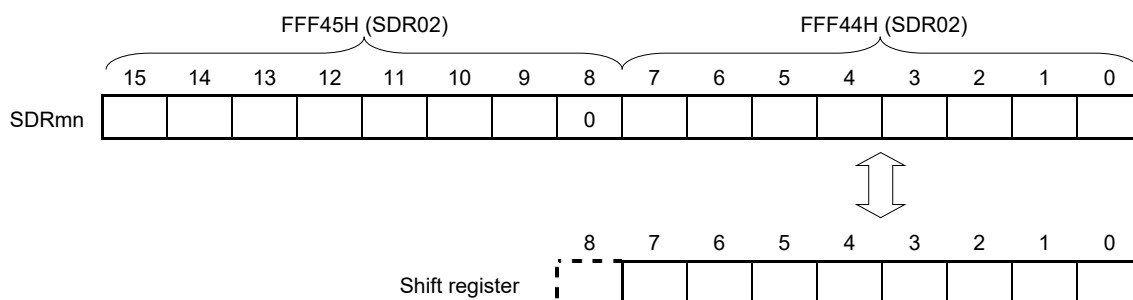 FFF45H (SDR02) FFF44H (SDR02)
15 14 13 12 11 10 9 8 7 6 5 4 3 2 1 0
SDRmn 0
8 7 6 5 4 3 2 1 0
Shift register